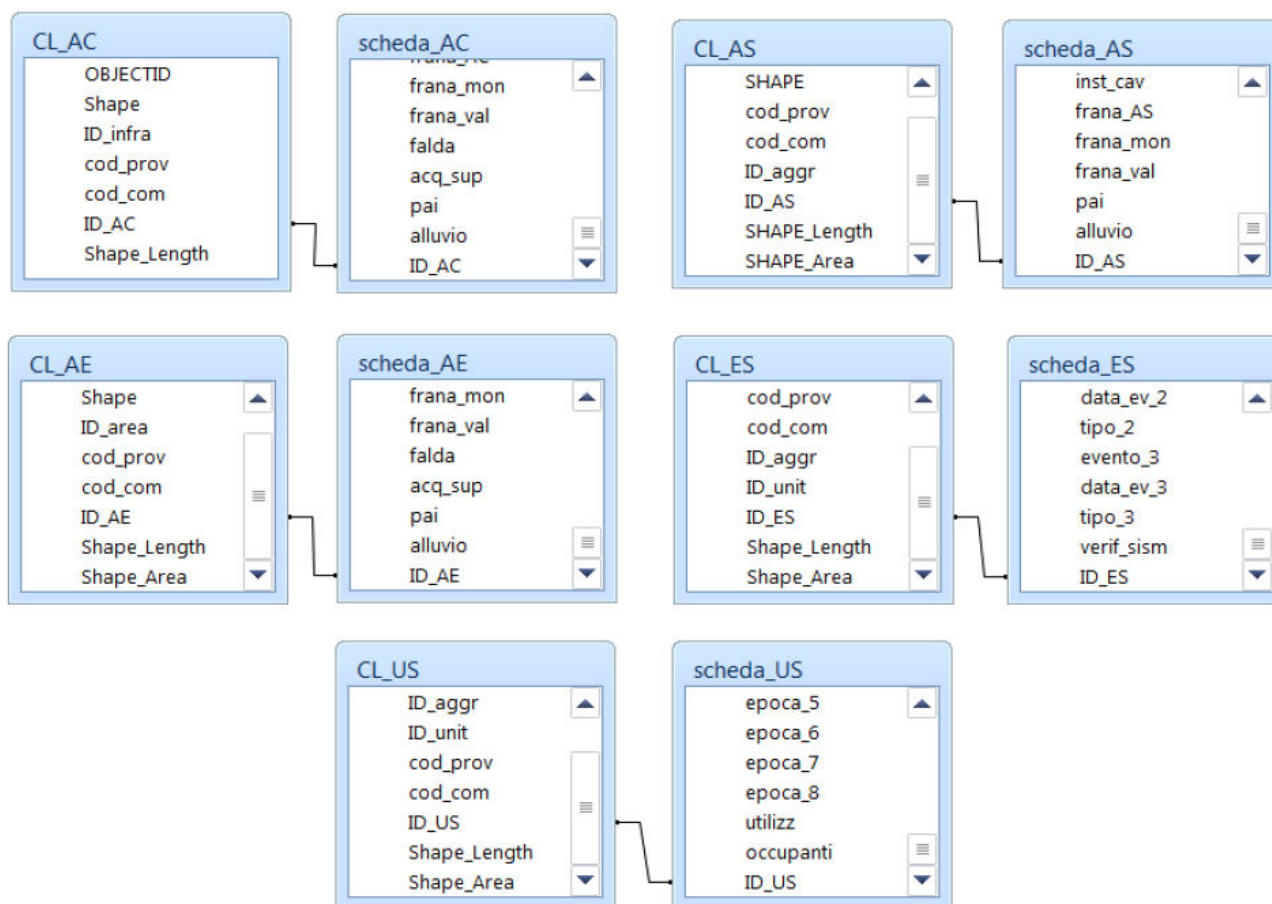 CL_AC
OBJECTID
Shape
ID_infra
cod_prov
cod_com
ID_AC
Shape_Length
scheda_AC
frana_AC
frana_mon
frana_val
falda
acq_sup
pai
alluvio
ID_AC
CL_AS
SHAPE
cod_prov
cod_com
ID_aggr
ID_AS
SHAPE_Length
SHAPE_Area
scheda_AS
inst_cav
frana_AS
frana_mon
frana_val
pai
alluvio
ID_AS
CL_AE
Shape
ID_area
cod_prov
cod_com
ID_AE
Shape_Length
Shape_Area
scheda_AE
frana_mon
frana_val
falda
acq_sup
pai
alluvio
ID_AE
CL_ES
cod_prov
cod_com
ID_aggr
ID_unit
ID_ES
Shape_Length
Shape_Area
scheda_ES
data_ev_2
tipo_2
evento_3
data_ev_3
tipo_3
verif_sism
ID_ES
CL_US
ID_aggr
ID_unit
cod_prov
cod_com
ID_US
Shape_Length
Shape_Area
scheda_US
epoca_5
epoca_6
epoca_7
epoca_8
utilizz
occupanti
ID_US